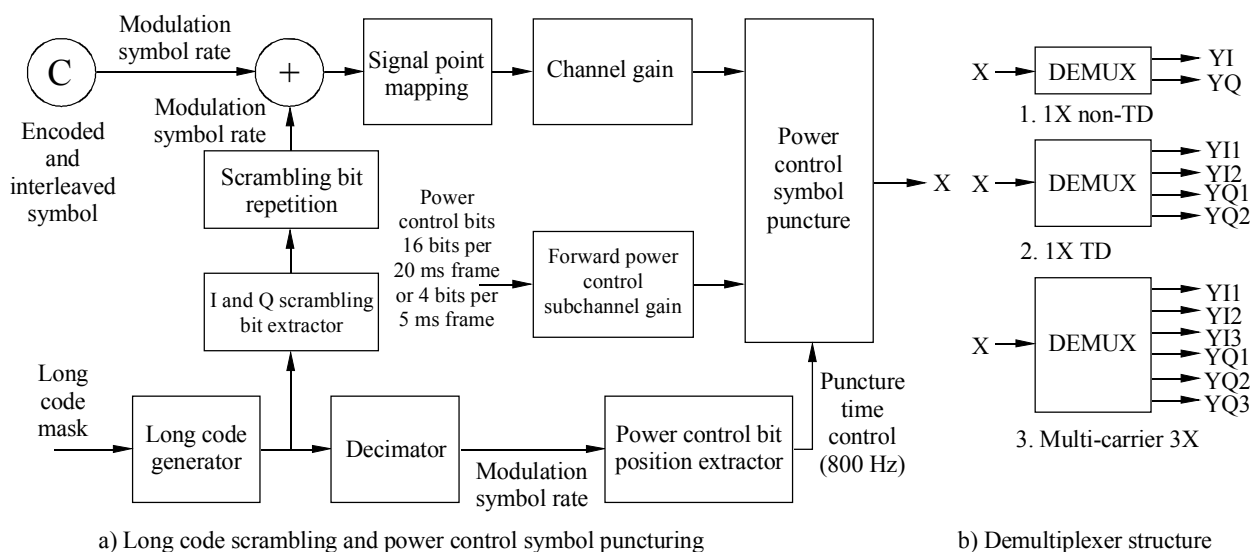 C
Encoded
and
interleaved
symbol
Modulation
symbol rate
+
Modulation
symbol rate
Signal point
mapping
Channel gain
Power
control
symbol
puncture
X
Scrambling bit
repetition
I and Q scrambling
bit extractor
Power
control bits
16 bits per
20 ms frame
or 4 bits per
5 ms frame
Forward power
control
subchannel gain
Long
code
mask
Long code
generator
Decimator
Modulation
symbol rate
Power control bit
position extractor
Puncture
time
control
(800 Hz)
a) Long code scrambling and power control symbol puncturing
X
DEMUX
YI
YQ
1. 1X non-TD
X
DEMUX
YI1
YI2
YQ1
YQ2
2. 1X TD
X
DEMUX
YI1
YI2
YI3
YQ1
YQ2
YQ3
3. Multi-carrier 3X
b) Demultiplexer structure